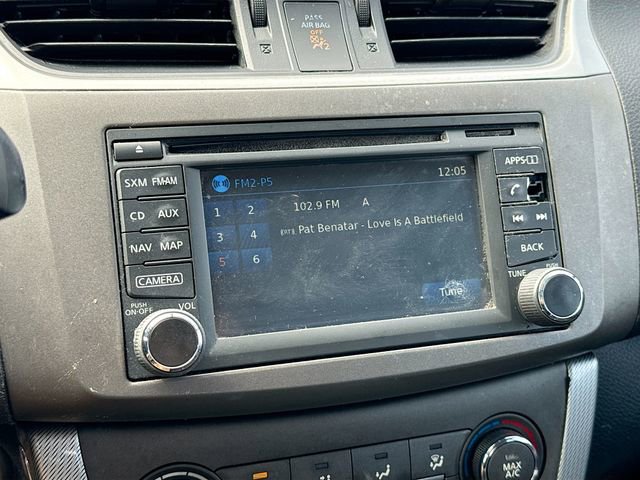 PASS
AIR BAG
OFF
2
SXM FM·AM
CD AUX
NAV MAP
CAMERA
PUSH
ON·OFF
VOL
FM2-P5
12:05
1 2
3 4
5 6
102.9 FM A
Pat Benatar - Love Is A Battlefield
Tune
APPS
BACK
TUNE
PUSH
MAX
A/C